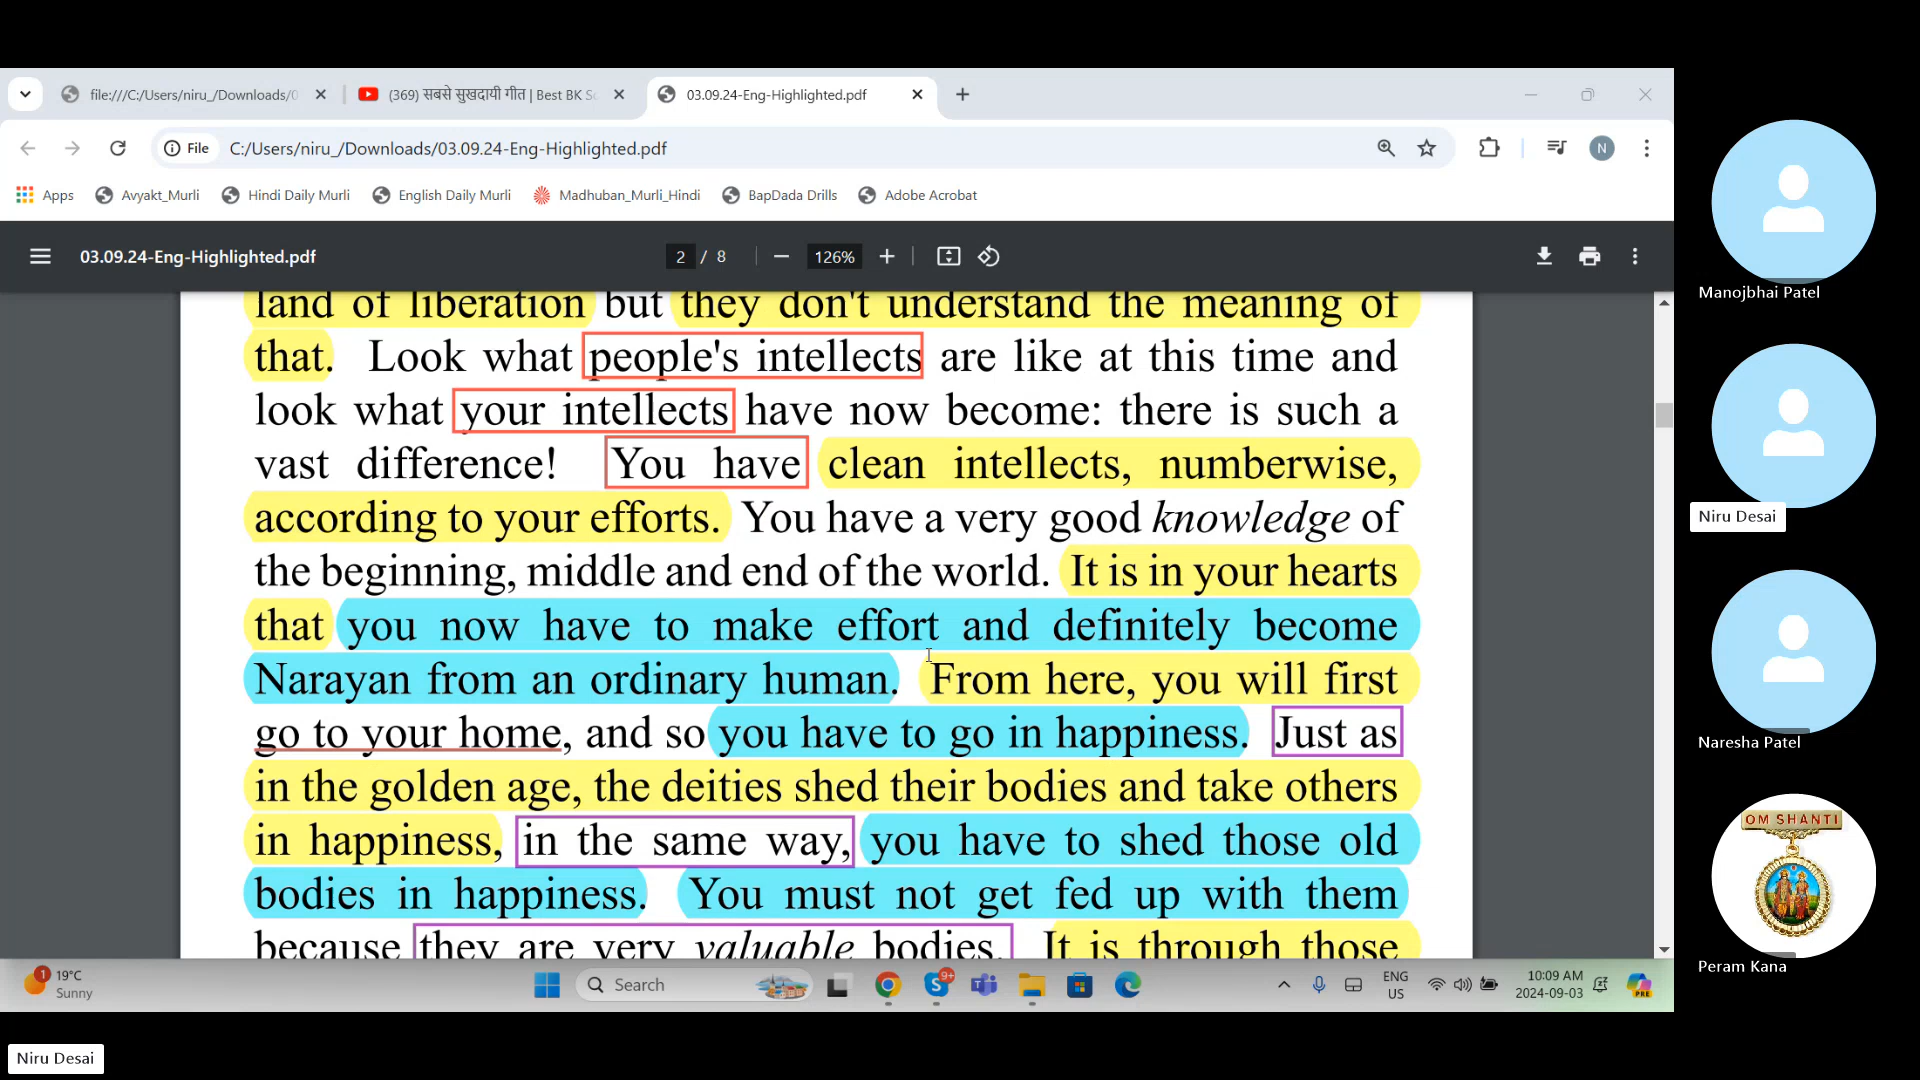 file:///C:/Users/niru_/Downloads/0
(369) सबसे सुखदायी गीत | Best BK So
03.09.24-Eng-Highlighted.pdf
File
C:/Users/niru_/Downloads/03.09.24-Eng-Highlighted.pdf
N
Apps
Avyakt_Murli
Hindi Daily Murli
English Daily Murli
Madhuban_Murli_Hindi
BapDada Drills
Adobe Acrobat
03.09.24-Eng-Highlighted.pdf
2 / 8
126%
land of liberation but they don't understand the meaning of
that. Look what people's intellects are like at this time and
look what your intellects have now become: there is such a
vast difference! You have clean intellects, numberwise,
according to your efforts. You have a very good knowledge of
the beginning, middle and end of the world. It is in your hearts
that you now have to make effort and definitely become
Narayan from an ordinary human. From here, you will first
go to your home, and so you have to go in happiness. Just as
in the golden age, the deities shed their bodies and take others
in happiness, in the same way, you have to shed those old
bodies in happiness. You must not get fed up with them
because they are very valuable bodies. It is through those
1
19°C
Sunny
Search
9+
PRE
ENG
US
10:09 AM
2024-09-03
Manojbhai Patel
Niru Desai
Naresha Patel
OM SHANTI
Peram Kana
Niru Desai